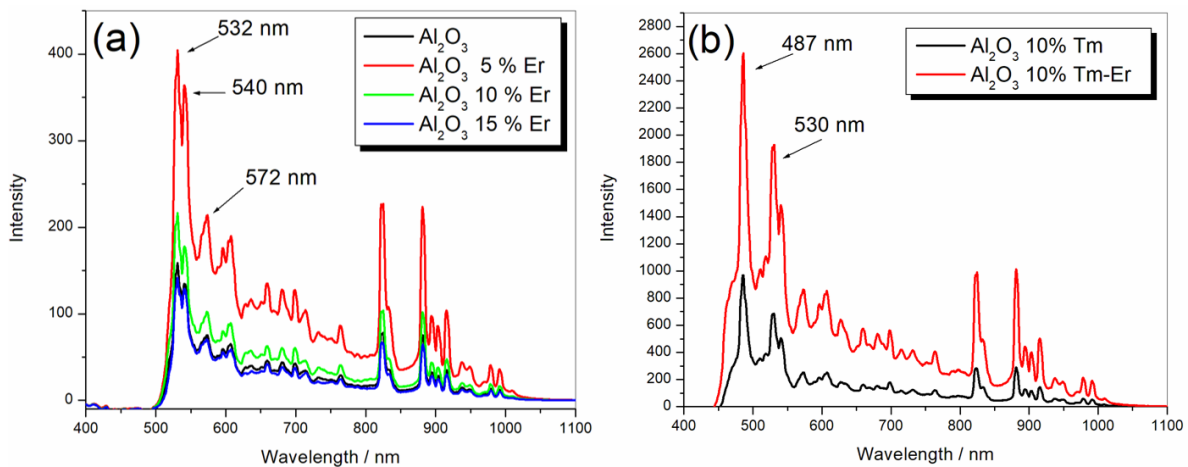 (a)
532 nm
540 nm
572 nm
Al₂O₃
Al₂O₃ 5 % Er
Al₂O₃ 10 % Er
Al₂O₃ 15 % Er
Intensity
400
300
200
100
0
400 500 600 700 800 900 1000 1100
Wavelength / nm
(b)
487 nm
530 nm
Al₂O₃ 10% Tm
Al₂O₃ 10% Tm-Er
Intensity
2800
2600
2400
2200
2000
1800
1600
1400
1200
1000
800
600
400
200
0
400 500 600 700 800 900 1000 1100
Wavelength / nm